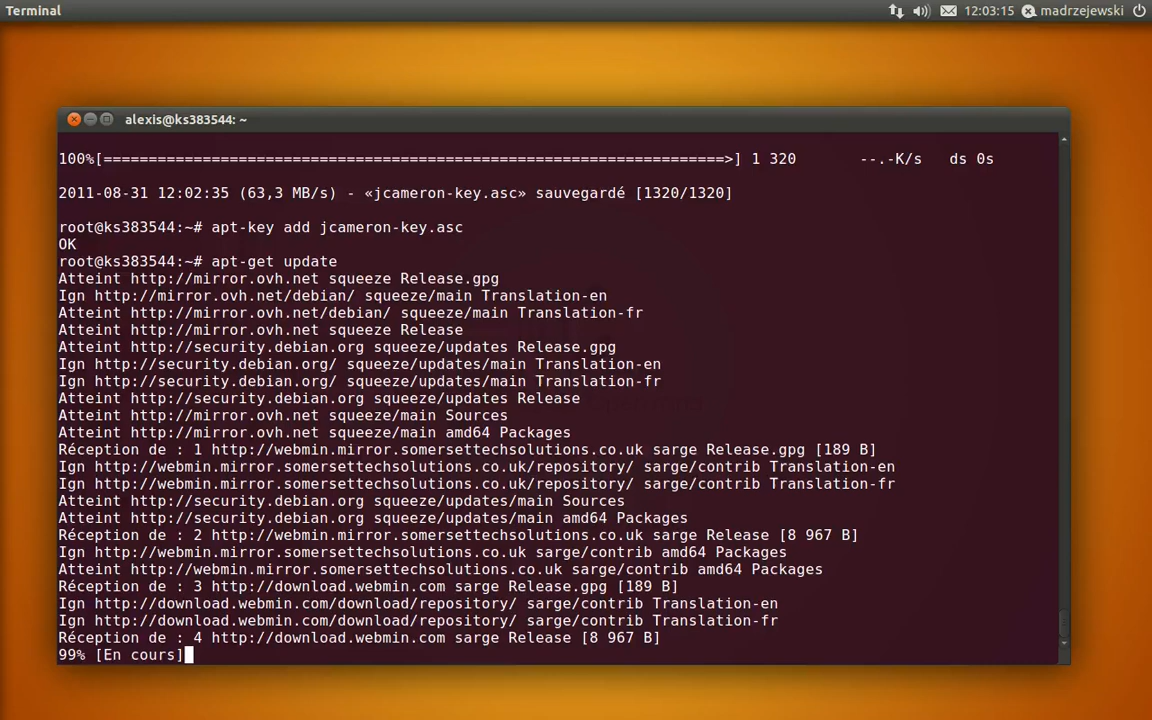 Terminal
12:03:15 madrzejewski
alexis@ks383544: ~
100%[=====================================================================>] 1 320       --.-K/s   ds 0s
2011-08-31 12:02:35 (63,3 MB/s) - «jcameron-key.asc» sauvegardé [1320/1320]
root@ks383544:~# apt-key add jcameron-key.asc
OK
root@ks383544:~# apt-get update
Atteint http://mirror.ovh.net squeeze Release.gpg
Ign http://mirror.ovh.net/debian/ squeeze/main Translation-en
Atteint http://mirror.ovh.net/debian/ squeeze/main Translation-fr
Atteint http://mirror.ovh.net squeeze Release
Atteint http://security.debian.org squeeze/updates Release.gpg
Ign http://security.debian.org/ squeeze/updates/main Translation-en
Ign http://security.debian.org/ squeeze/updates/main Translation-fr
Atteint http://security.debian.org squeeze/updates Release
Atteint http://mirror.ovh.net squeeze/main Sources
Atteint http://mirror.ovh.net squeeze/main amd64 Packages
Réception de : 1 http://webmin.mirror.somersettechsolutions.co.uk sarge Release.gpg [189 B]
Ign http://webmin.mirror.somersettechsolutions.co.uk/repository/ sarge/contrib Translation-en
Ign http://webmin.mirror.somersettechsolutions.co.uk/repository/ sarge/contrib Translation-fr
Atteint http://security.debian.org squeeze/updates/main Sources
Atteint http://security.debian.org squeeze/updates/main amd64 Packages
Réception de : 2 http://webmin.mirror.somersettechsolutions.co.uk sarge Release [8 967 B]
Ign http://webmin.mirror.somersettechsolutions.co.uk sarge/contrib amd64 Packages
Atteint http://webmin.mirror.somersettechsolutions.co.uk sarge/contrib amd64 Packages
Réception de : 3 http://download.webmin.com sarge Release.gpg [189 B]
Ign http://download.webmin.com/download/repository/ sarge/contrib Translation-en
Ign http://download.webmin.com/download/repository/ sarge/contrib Translation-fr
Réception de : 4 http://download.webmin.com sarge Release [8 967 B]
99% [En cours]